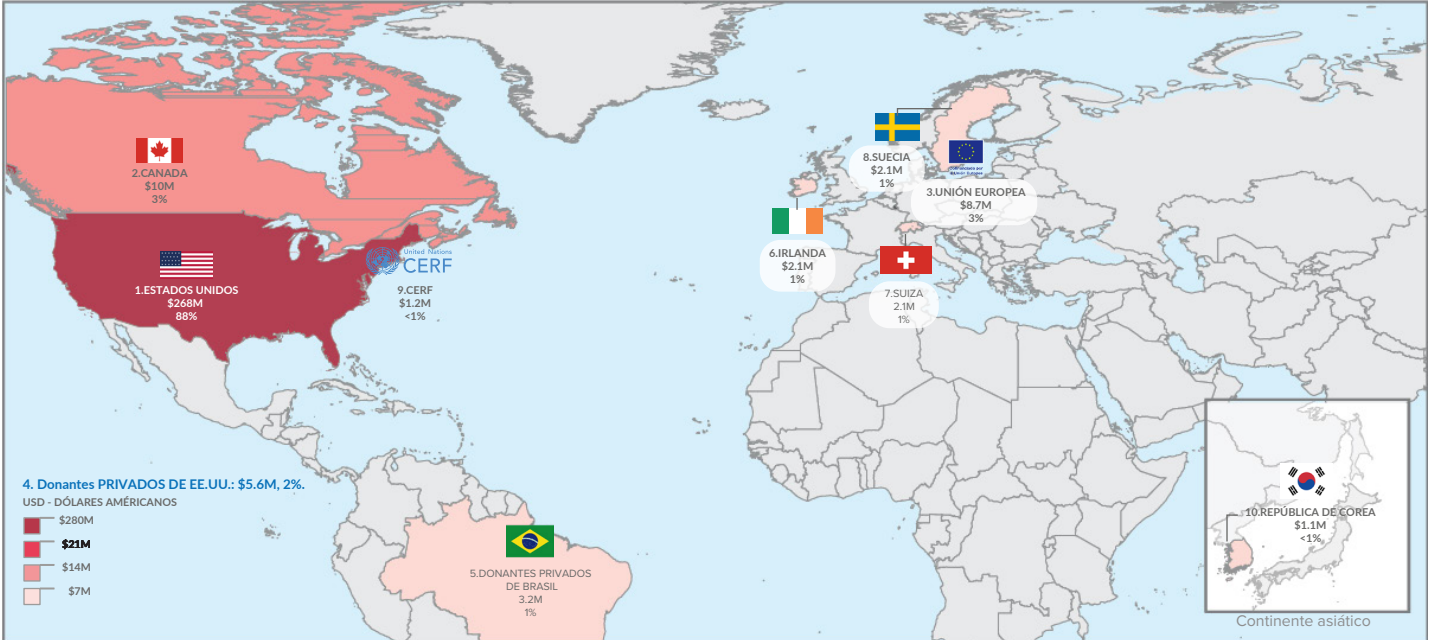 2.CANADA
$10M
3%
1.ESTADOS UNIDOS
$268M
88%
United Nations
CERF
9.CERF
$1.2M
<1%
8.SUECIA
$2.1M
1%
3.UNIÓN EUROPEA
$8.7M
3%
6.IRLANDA
$2.1M
1%
7.SUIZA
2.1M
1%
4. Donantes PRIVADOS DE EE.UU.: $5.6M, 2%.
USD - DÓLARES AMÉRICANOS
$280M
$21M
$14M
$7M
5.DONANTES PRIVADOS
DE BRASIL
3.2M
1%
10.REPÚBLICA DE COREA
$1.1M
<1%
Continente asiático